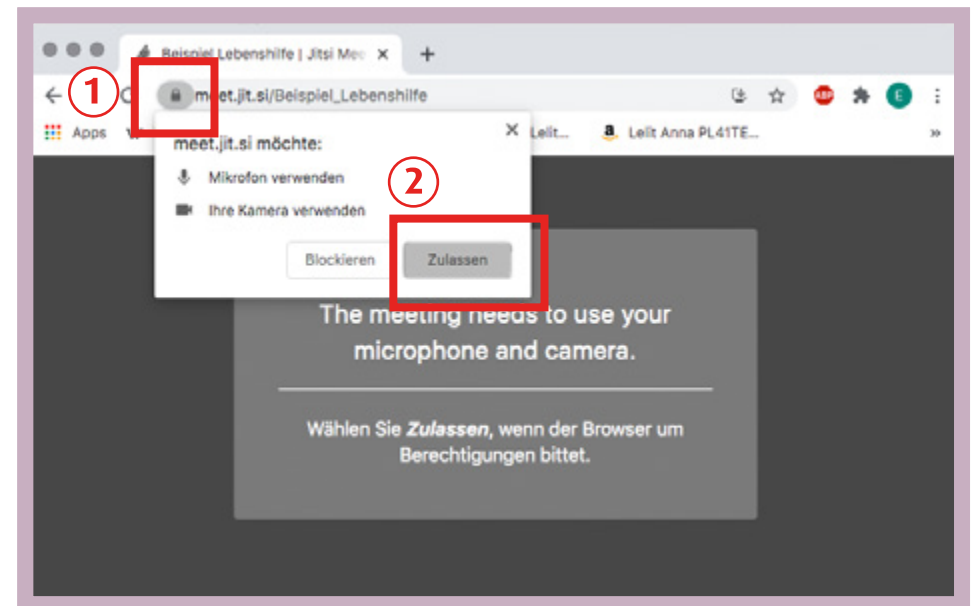 Beispiel Lebenshilfe | Jitsi Mee
①
meet.jit.si/Beispiel_Lebenshilfe
ABP
E
Apps
Lelit...
a Lelit Anna PL41TE...
»
meet.jit.si möchte:
Mikrofon verwenden
②
Ihre Kamera verwenden
Blockieren
Zulassen
The meeting needs to use your
microphone and camera.
Wählen Sie Zulassen, wenn der Browser um
Berechtigungen bittet.